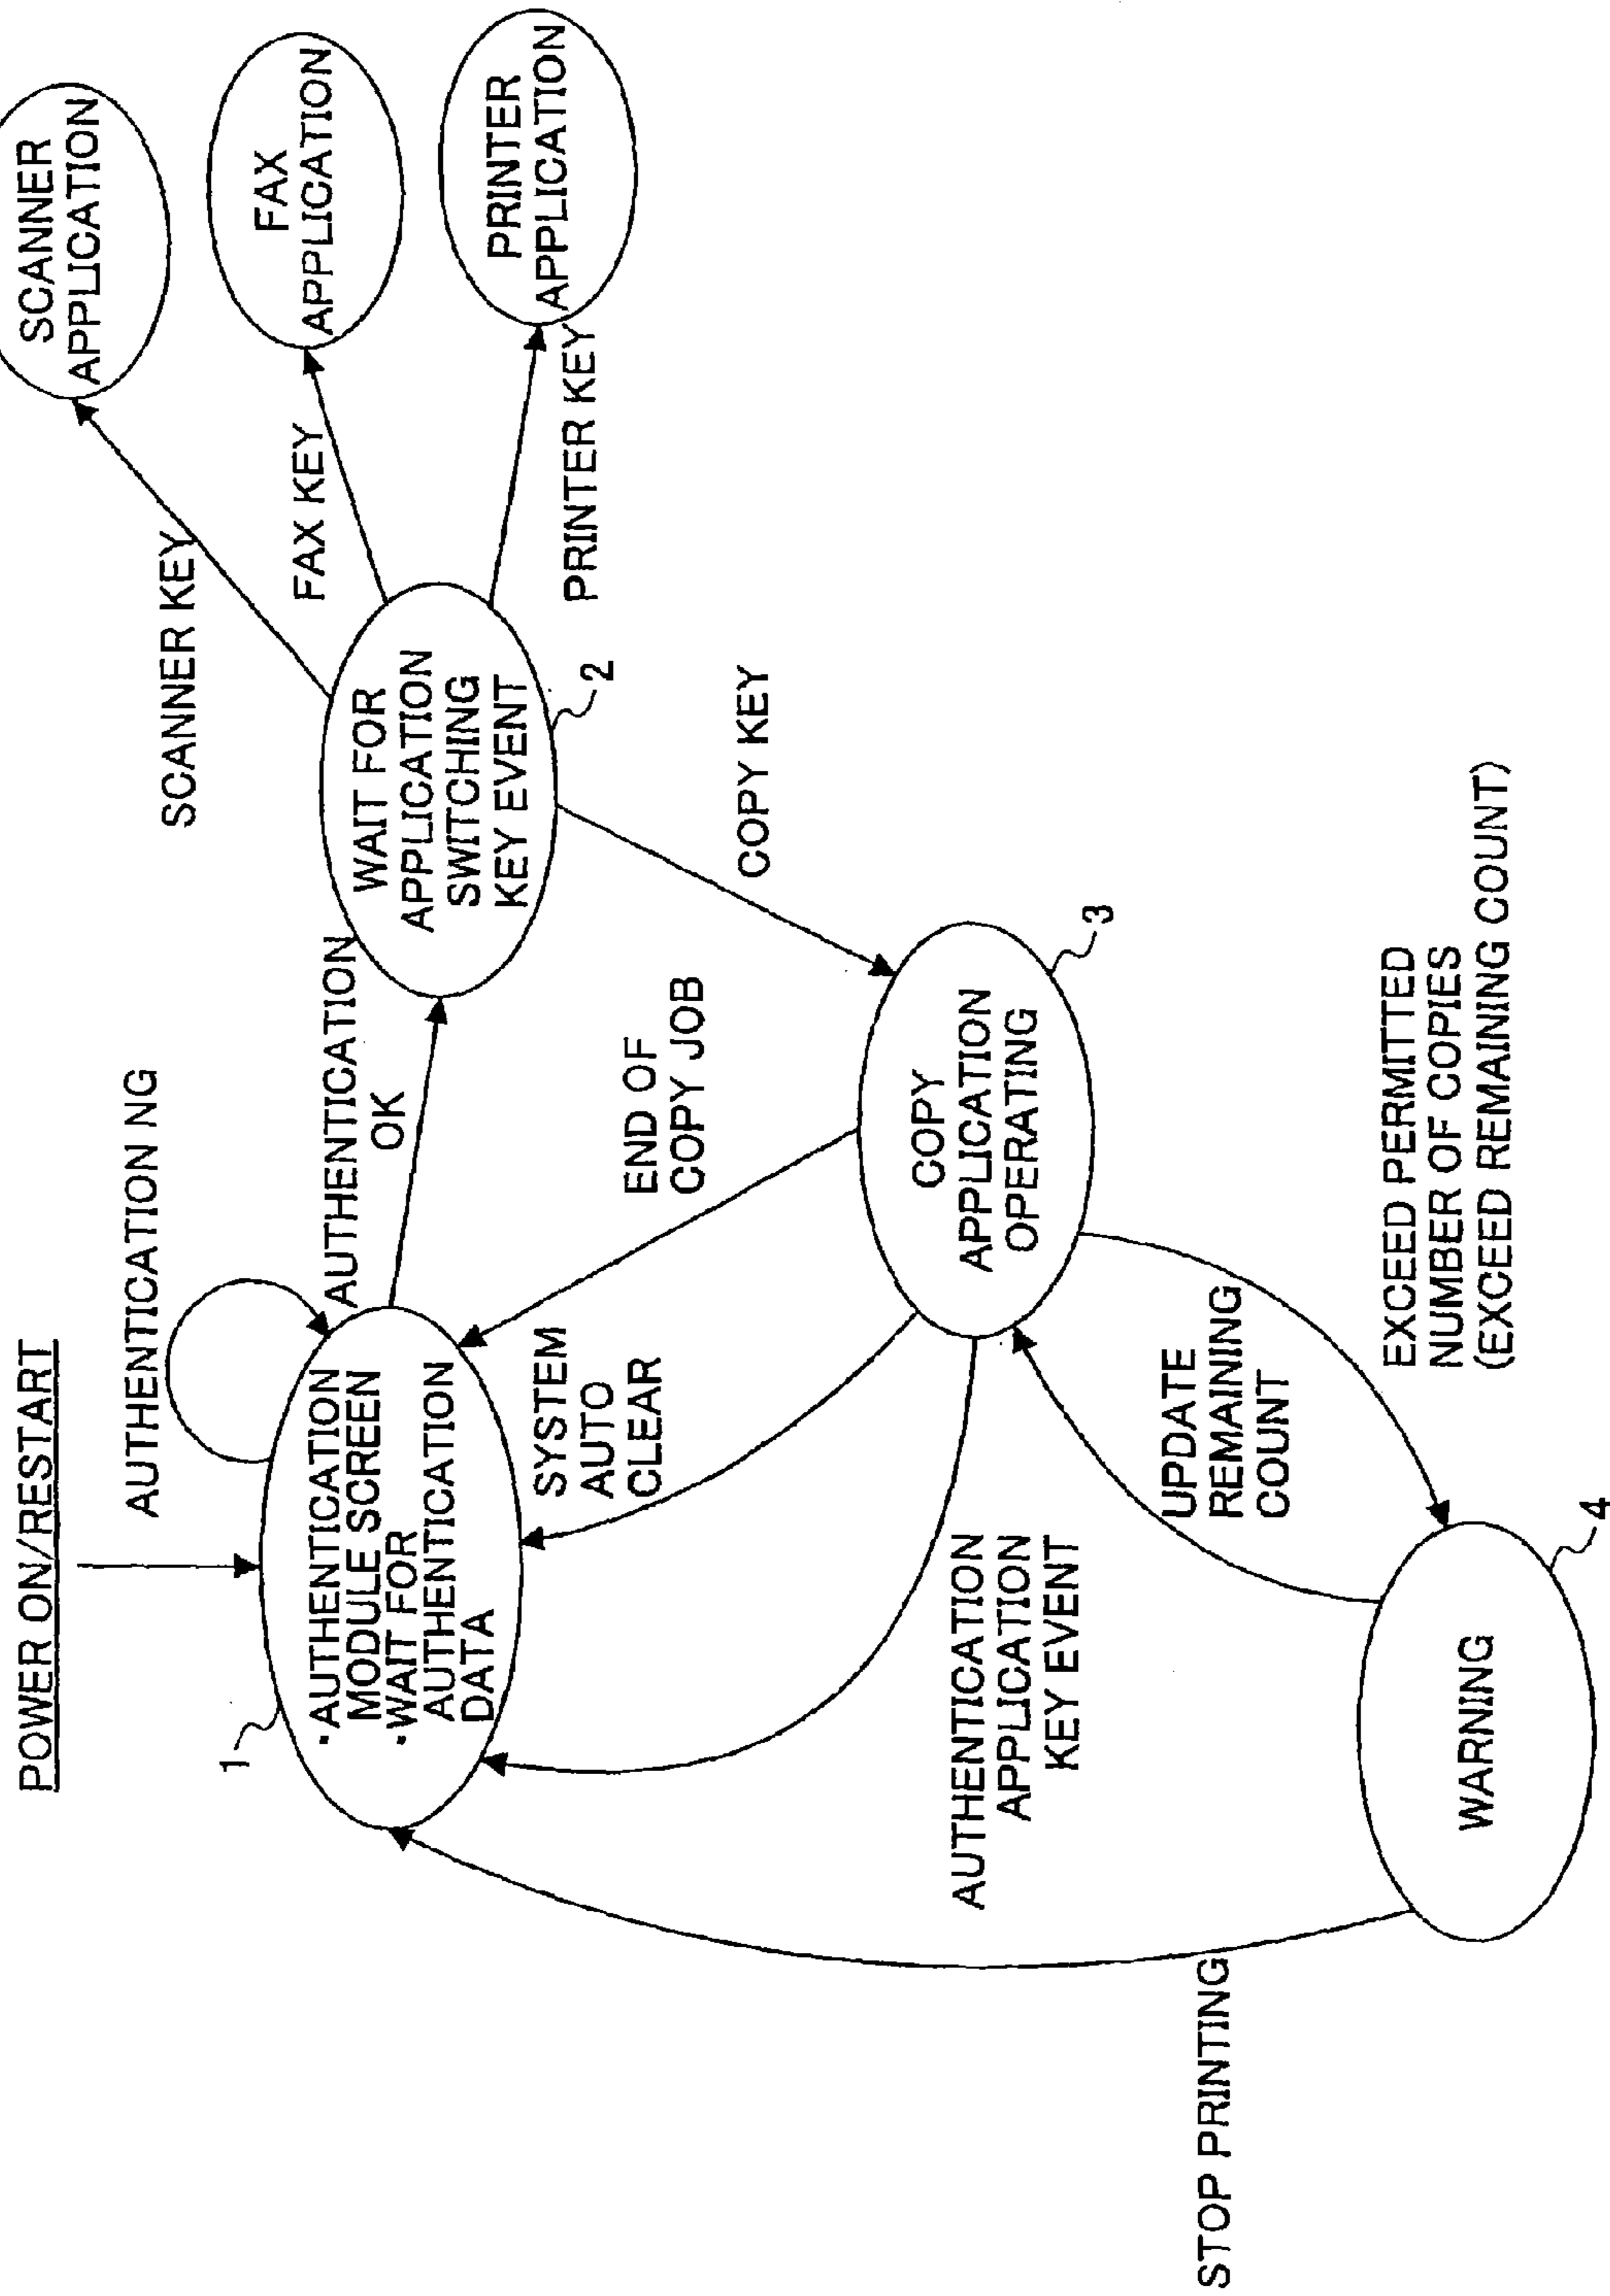 POWER ON/RESTART
AUTHENTICATION NG
1
· AUTHENTICATION
MODULE SCREEN
· WAIT FOR
AUTHENTICATION
DATA
AUTHENTICATION
OK
WAIT FOR
APPLICATION
SWITCHING
KEY EVENT
2
SCANNER KEY
SCANNER
APPLICATION
FAX KEY
FAX
APPLICATION
PRINTER KEY
PRINTER
APPLICATION
COPY KEY
END OF
COPY JOB
SYSTEM
AUTO
CLEAR
COPY
APPLICATION
OPERATING
3
AUTHENTICATION
APPLICATION
KEY EVENT
UPDATE
REMAINING
COUNT
EXCEED PERMITTED
NUMBER OF COPIES
(EXCEED REMAINING COUNT)
STOP PRINTING
WARNING
4